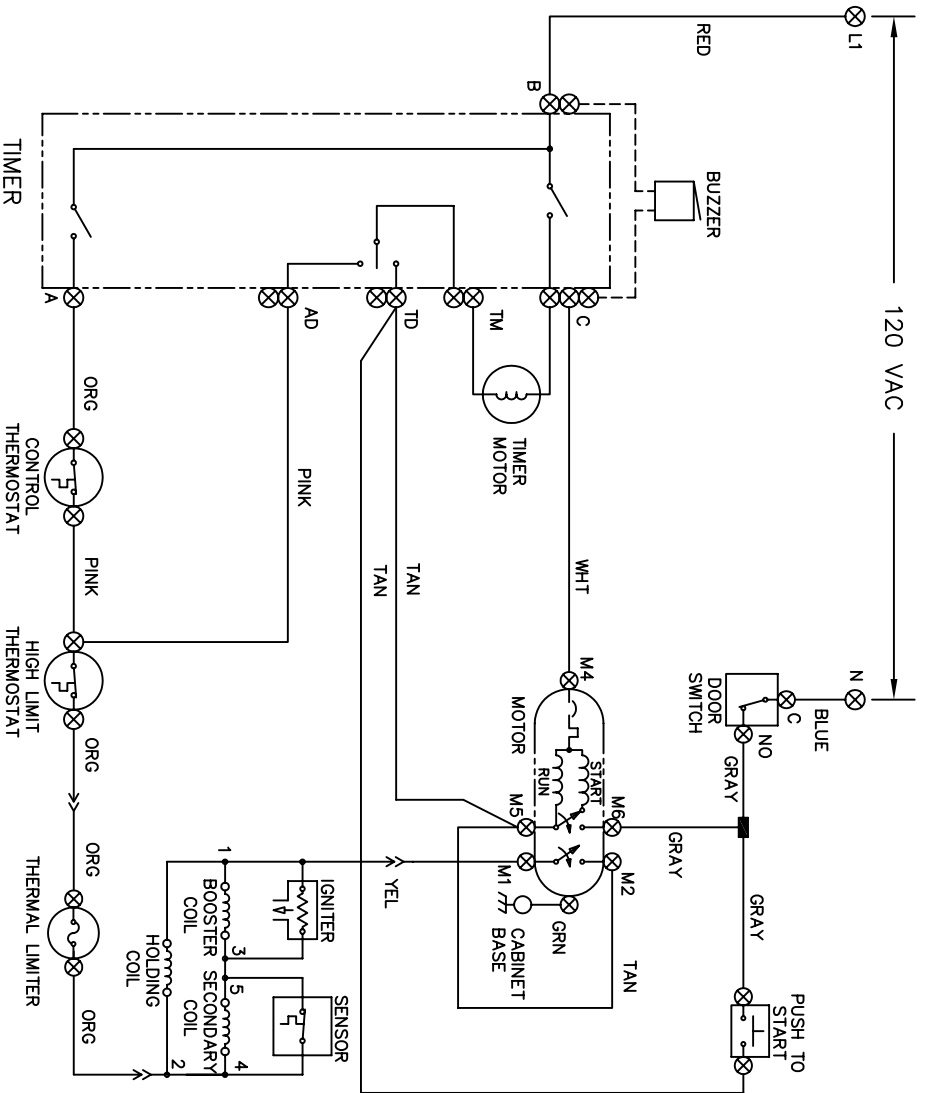 120 VAC
L1
N
RED
BLUE
C
DOOR
SWITCH
NO
GRAY
GRAY
PUSH TO
START
BUZZER
GRAY
B
C
WHT
M4
M6
M2
TAN
START
RUN
MOTOR
M5
M1
GRN
CABINET
BASE
TIMER
MOTOR
TM
TD
TAN
TAN
YEL
AD
PINK
IGNITER
SENSOR
1
BOOSTER
COIL
3
5
SECONDARY
COIL
4
HOLDING
COIL
2
TIMER
A
ORG
CONTROL
THERMOSTAT
PINK
HIGH LIMIT
THERMOSTAT
ORG
ORG
THERMAL LIMITER
ORG